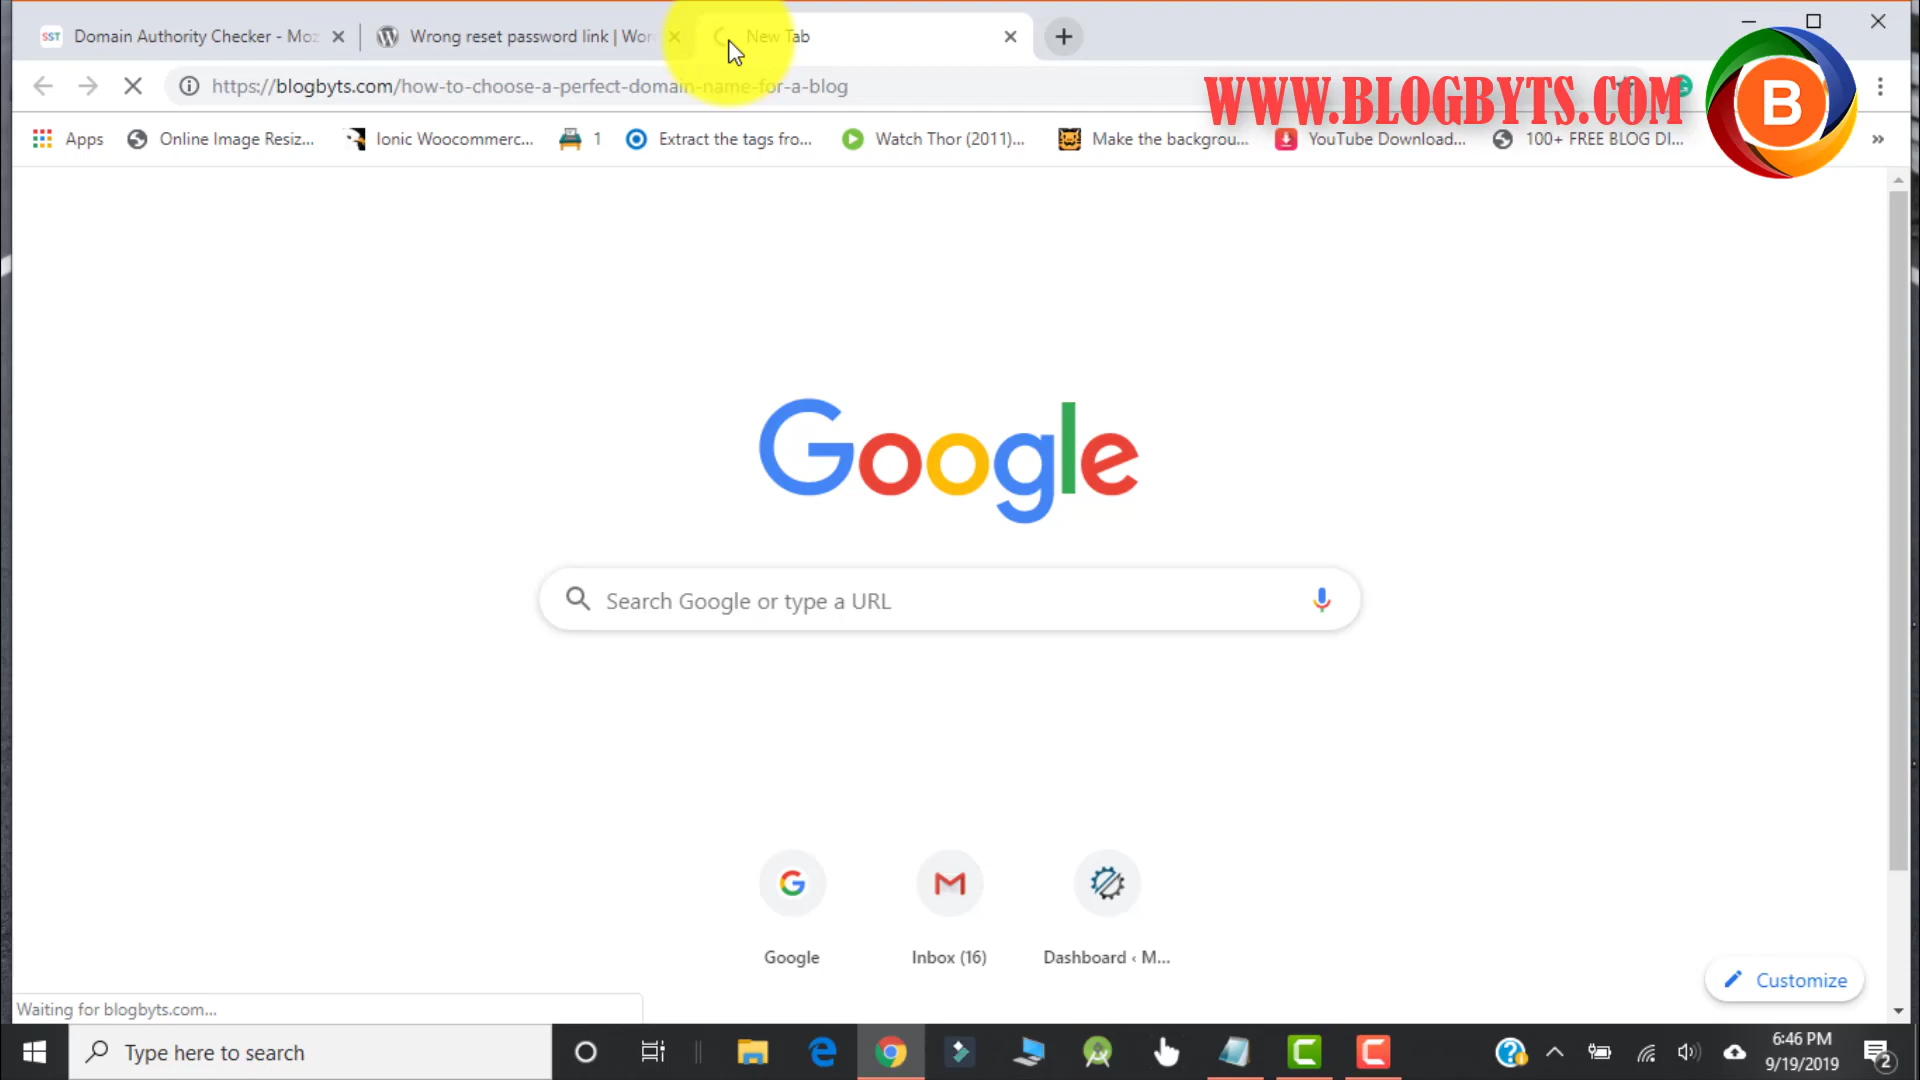 SST Domain Authority Checker - Moz
Wrong reset password link | Wor
New Tab
https://blogbyts.com/how-to-choose-a-perfect-domain-name-for-a-blog
WWW.BLOGBYTS.COM
B
Apps
Online Image Resiz...
Ionic Woocommerc...
1
Extract the tags from...
Watch Thor (2011)...
Make the backgrou...
YouTube Download...
100+ FREE BLOG DI...
»
Google
Search Google or type a URL
Google
Inbox (16)
Dashboard ‹ M...
Customize
Waiting for blogbyts.com...
Type here to search
6:46 PM
9/19/2019
2